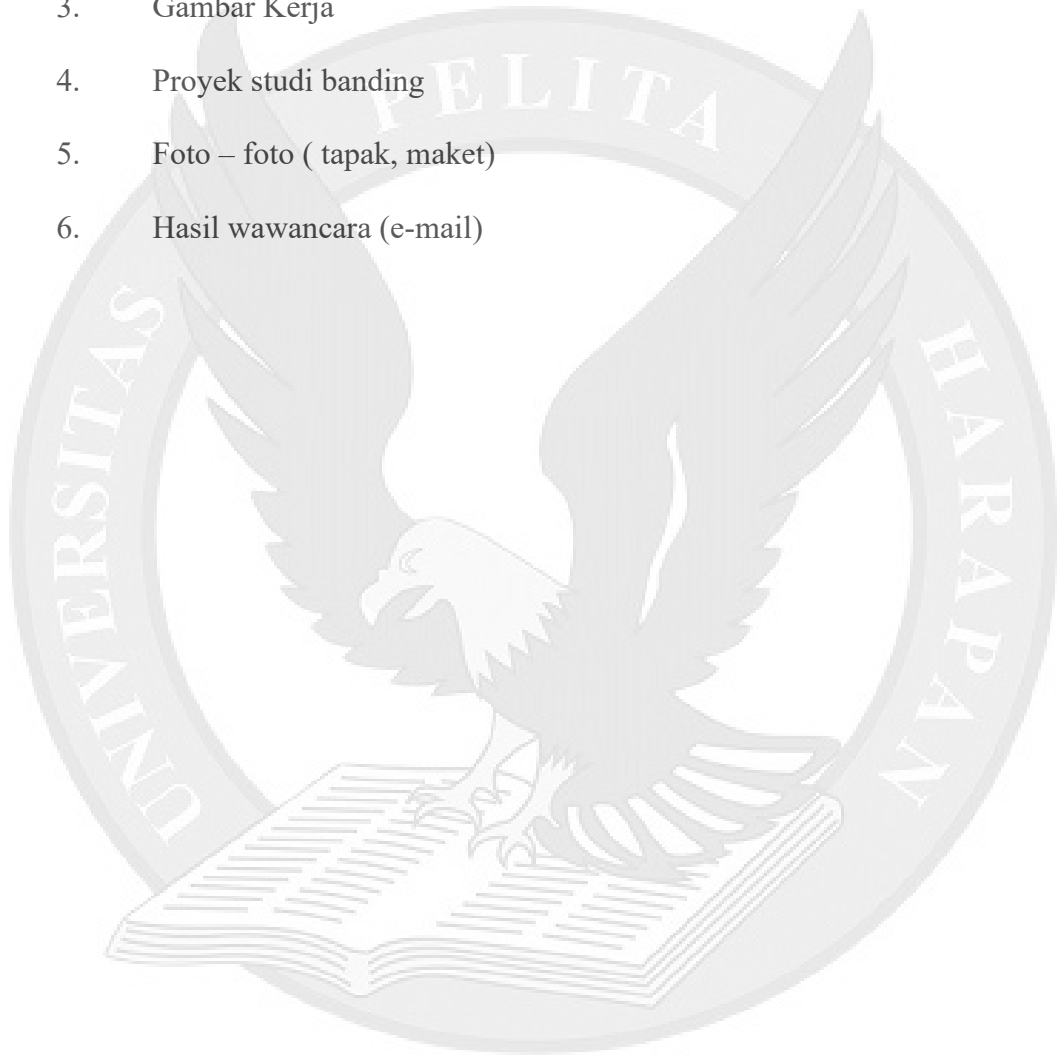 3. Gambar Kerja
4. Proyek studi banding
5. Foto – foto ( tapak, maket)
6. Hasil wawancara (e-mail)
UNIVERSITAS PELITA HARAPAN